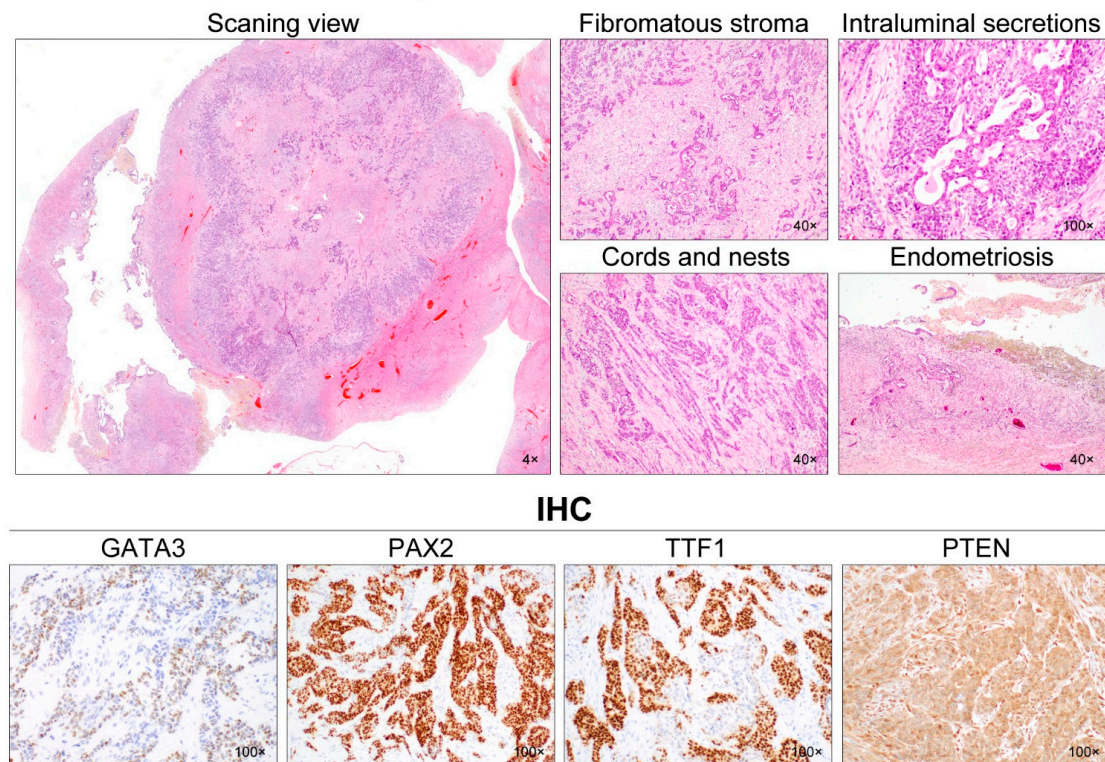 Scaning view
Fibromatous stroma
Intraluminal secretions
4×
40×
100×
Cords and nests
Endometriosis
40×
40×
IHC
GATA3
PAX2
TTF1
PTEN
100×
100×
100×
100×